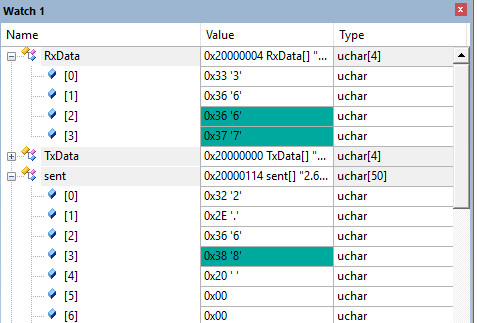 Watch 1
Name Value Type
RxData 0x20000004 RxData[] "... uchar[4]
[0] 0x33 '3' uchar
[1] 0x36 '6' uchar
[2] 0x36 '6' uchar
[3] 0x37 '7' uchar
TxData 0x20000000 TxData[] "... uchar[4]
sent 0x20000114 sent[] "2.6... uchar[50]
[0] 0x32 '2' uchar
[1] 0x2E '.' uchar
[2] 0x36 '6' uchar
[3] 0x38 '8' uchar
[4] 0x20 ' ' uchar
[5] 0x00 uchar
[6] 0x00 uchar